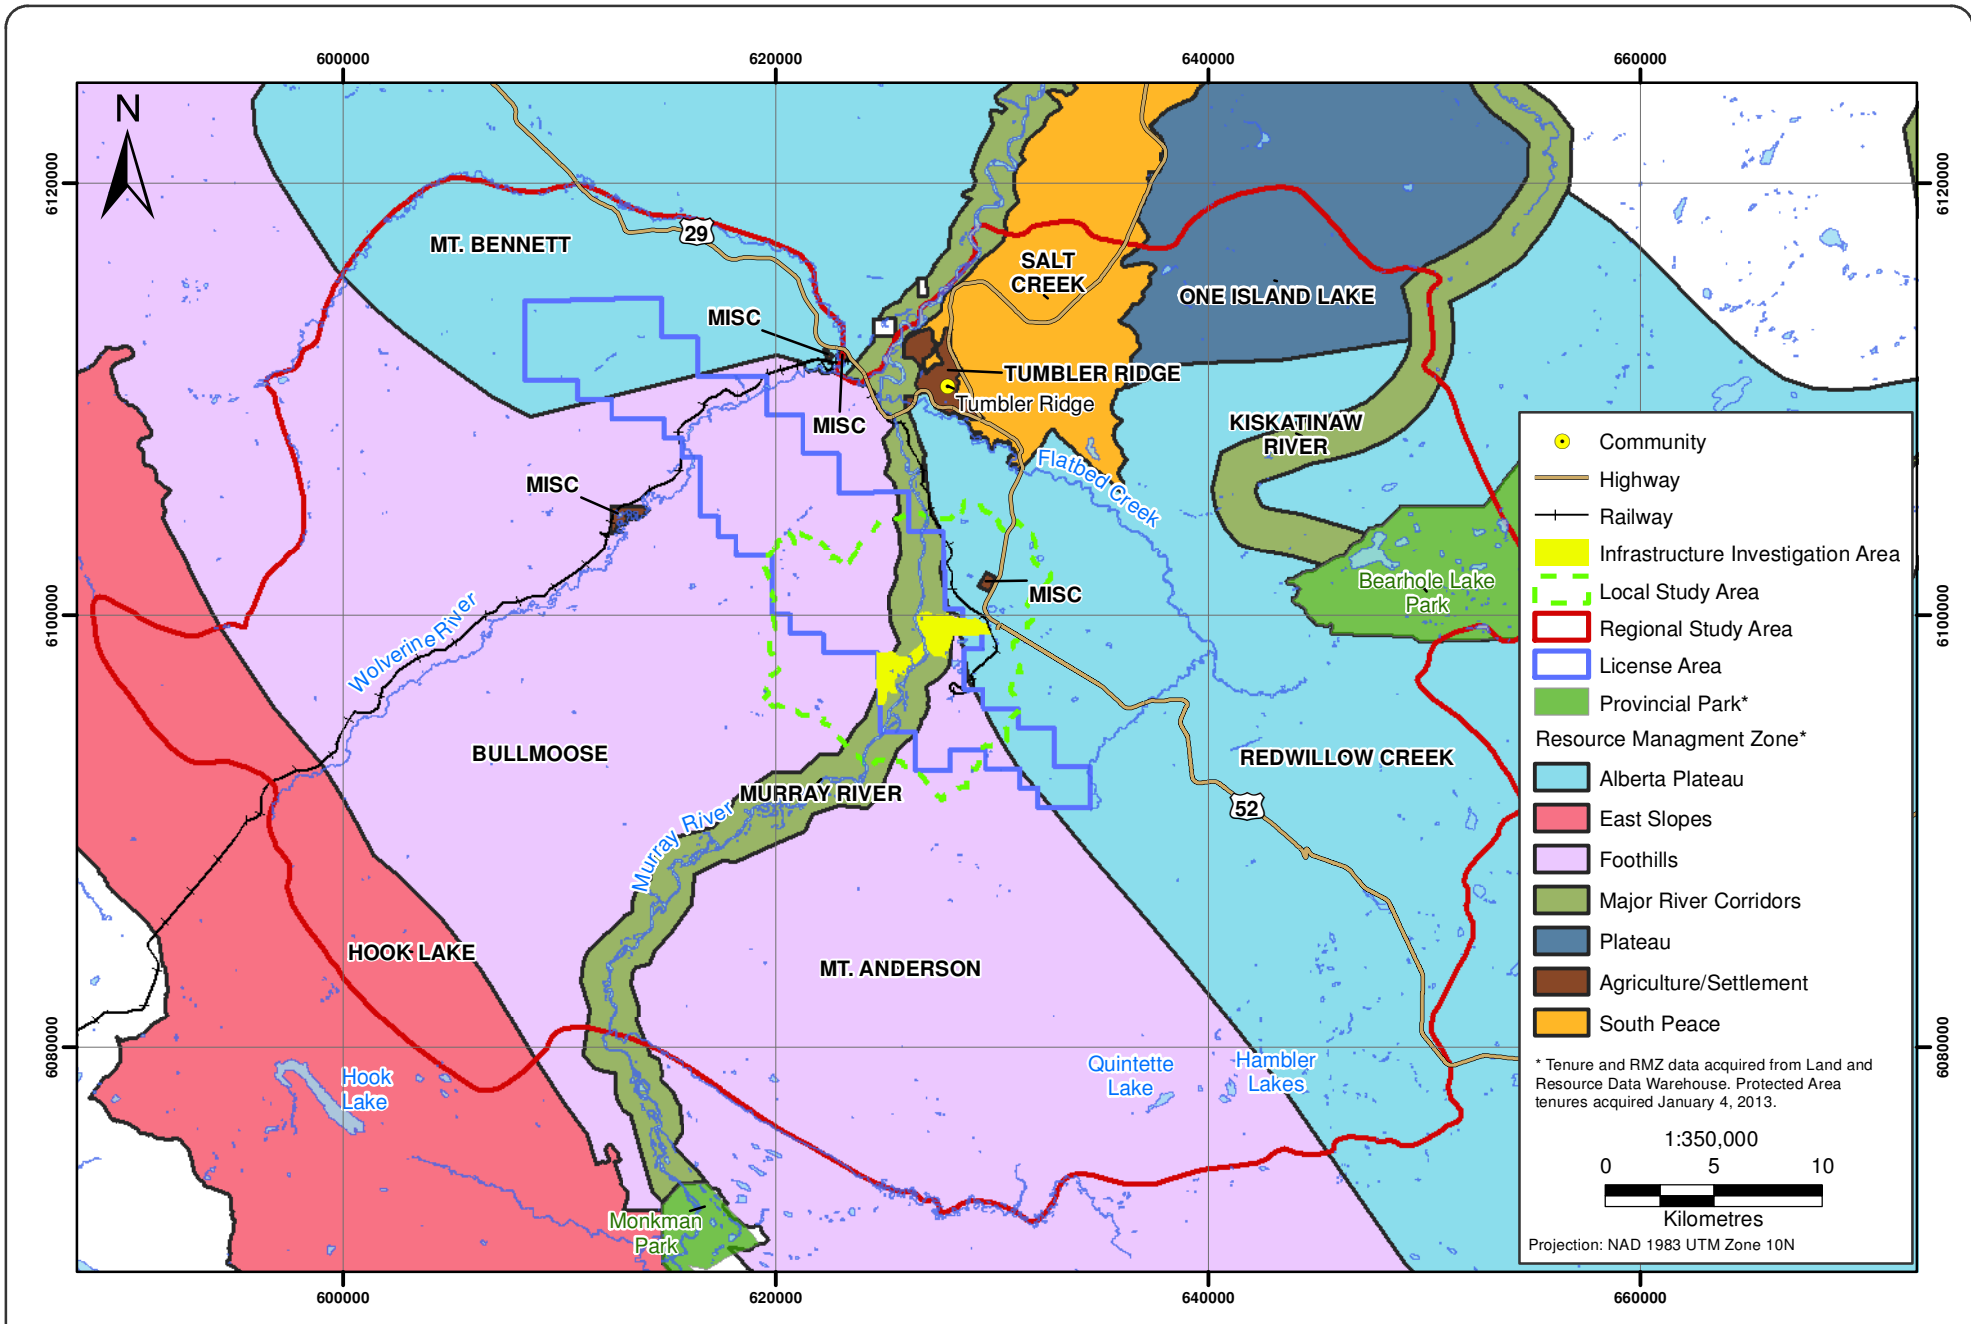 600000
620000
640000
660000
N
6120000
6120000
29
MT. BENNETT
SALT
CREEK
ONE ISLAND LAKE
MISC
TUMBLER RIDGE
Tumbler Ridge
MISC
KISKATINAW
RIVER
Flatbed Creek
MISC
Bearhole Lake
Park
MISC
6100000
6100000
Wolverine River
BULLMOOSE
REDWILLOW CREEK
MURRAY RIVER
52
Murray River
HOOK LAKE
MT. ANDERSON
6080000
6080000
Hook
Lake
Quintette
Lake
Hambler
Lakes
Monkman
Park
Community
Highway
Railway
Infrastructure Investigation Area
Local Study Area
Regional Study Area
License Area
Provincial Park*
Resource Managment Zone*
Alberta Plateau
East Slopes
Foothills
Major River Corridors
Plateau
Agriculture/Settlement
South Peace
* Tenure and RMZ data acquired from Land and
Resource Data Warehouse. Protected Area
tenures acquired January 4, 2013.
1:350,000
0 5 10
Kilometres
Projection: NAD 1983 UTM Zone 10N
600000
620000
640000
660000